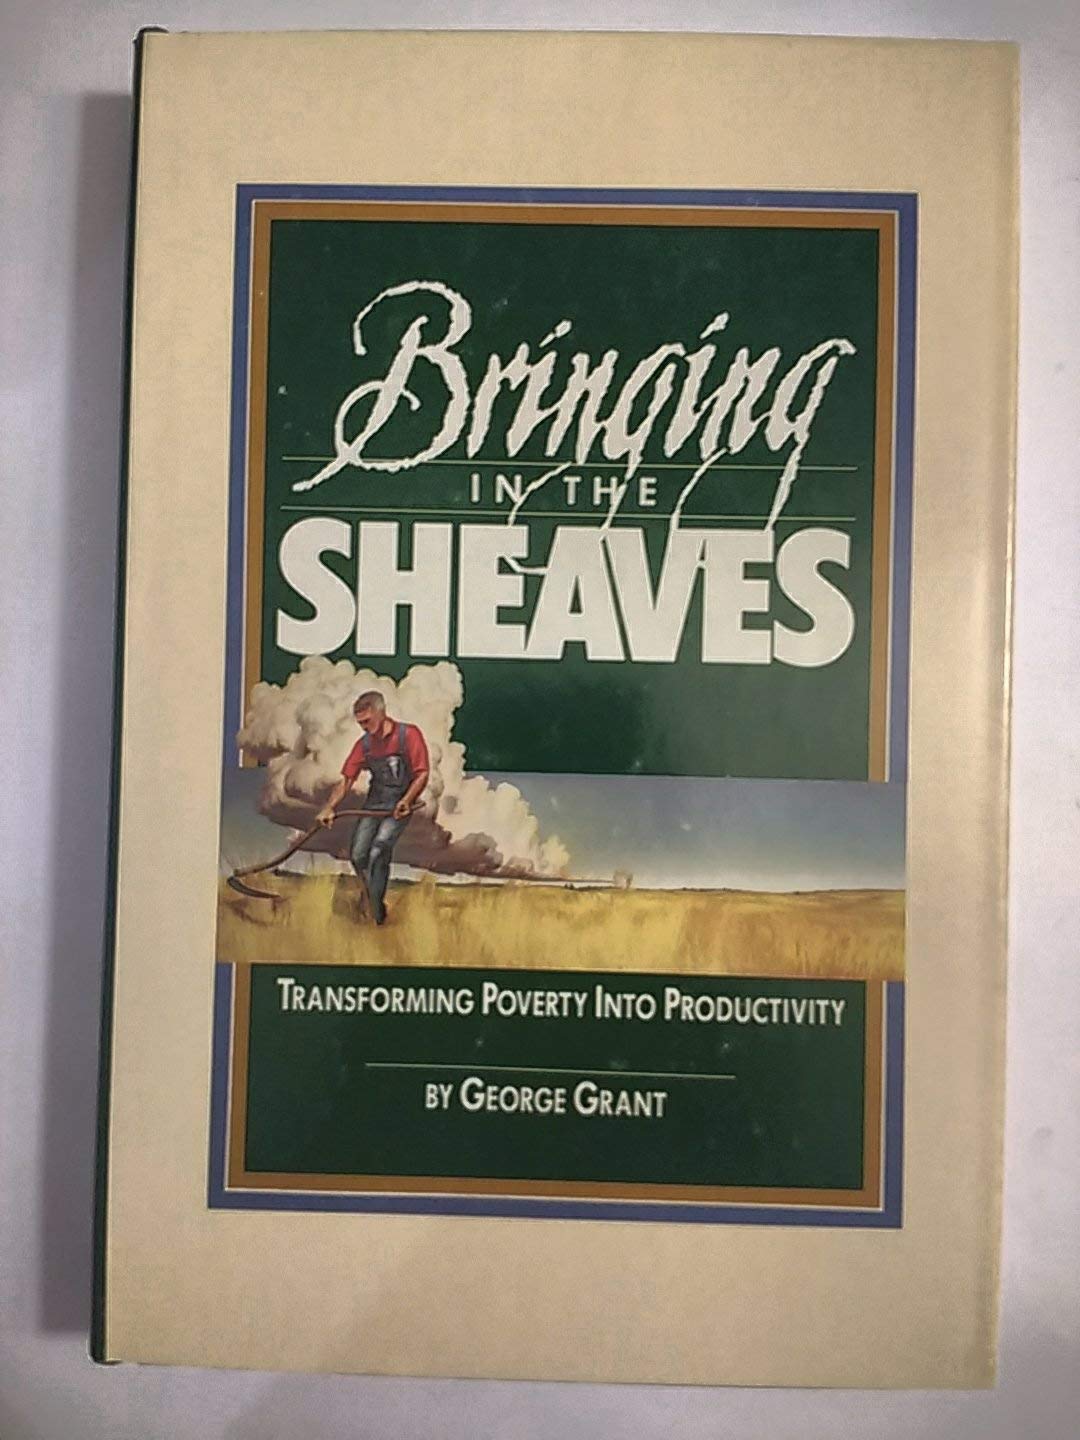 Bringing
IN THE
SHEAVES
TRANSFORMING POVERTY INTO PRODUCTIVITY
BY GEORGE GRANT